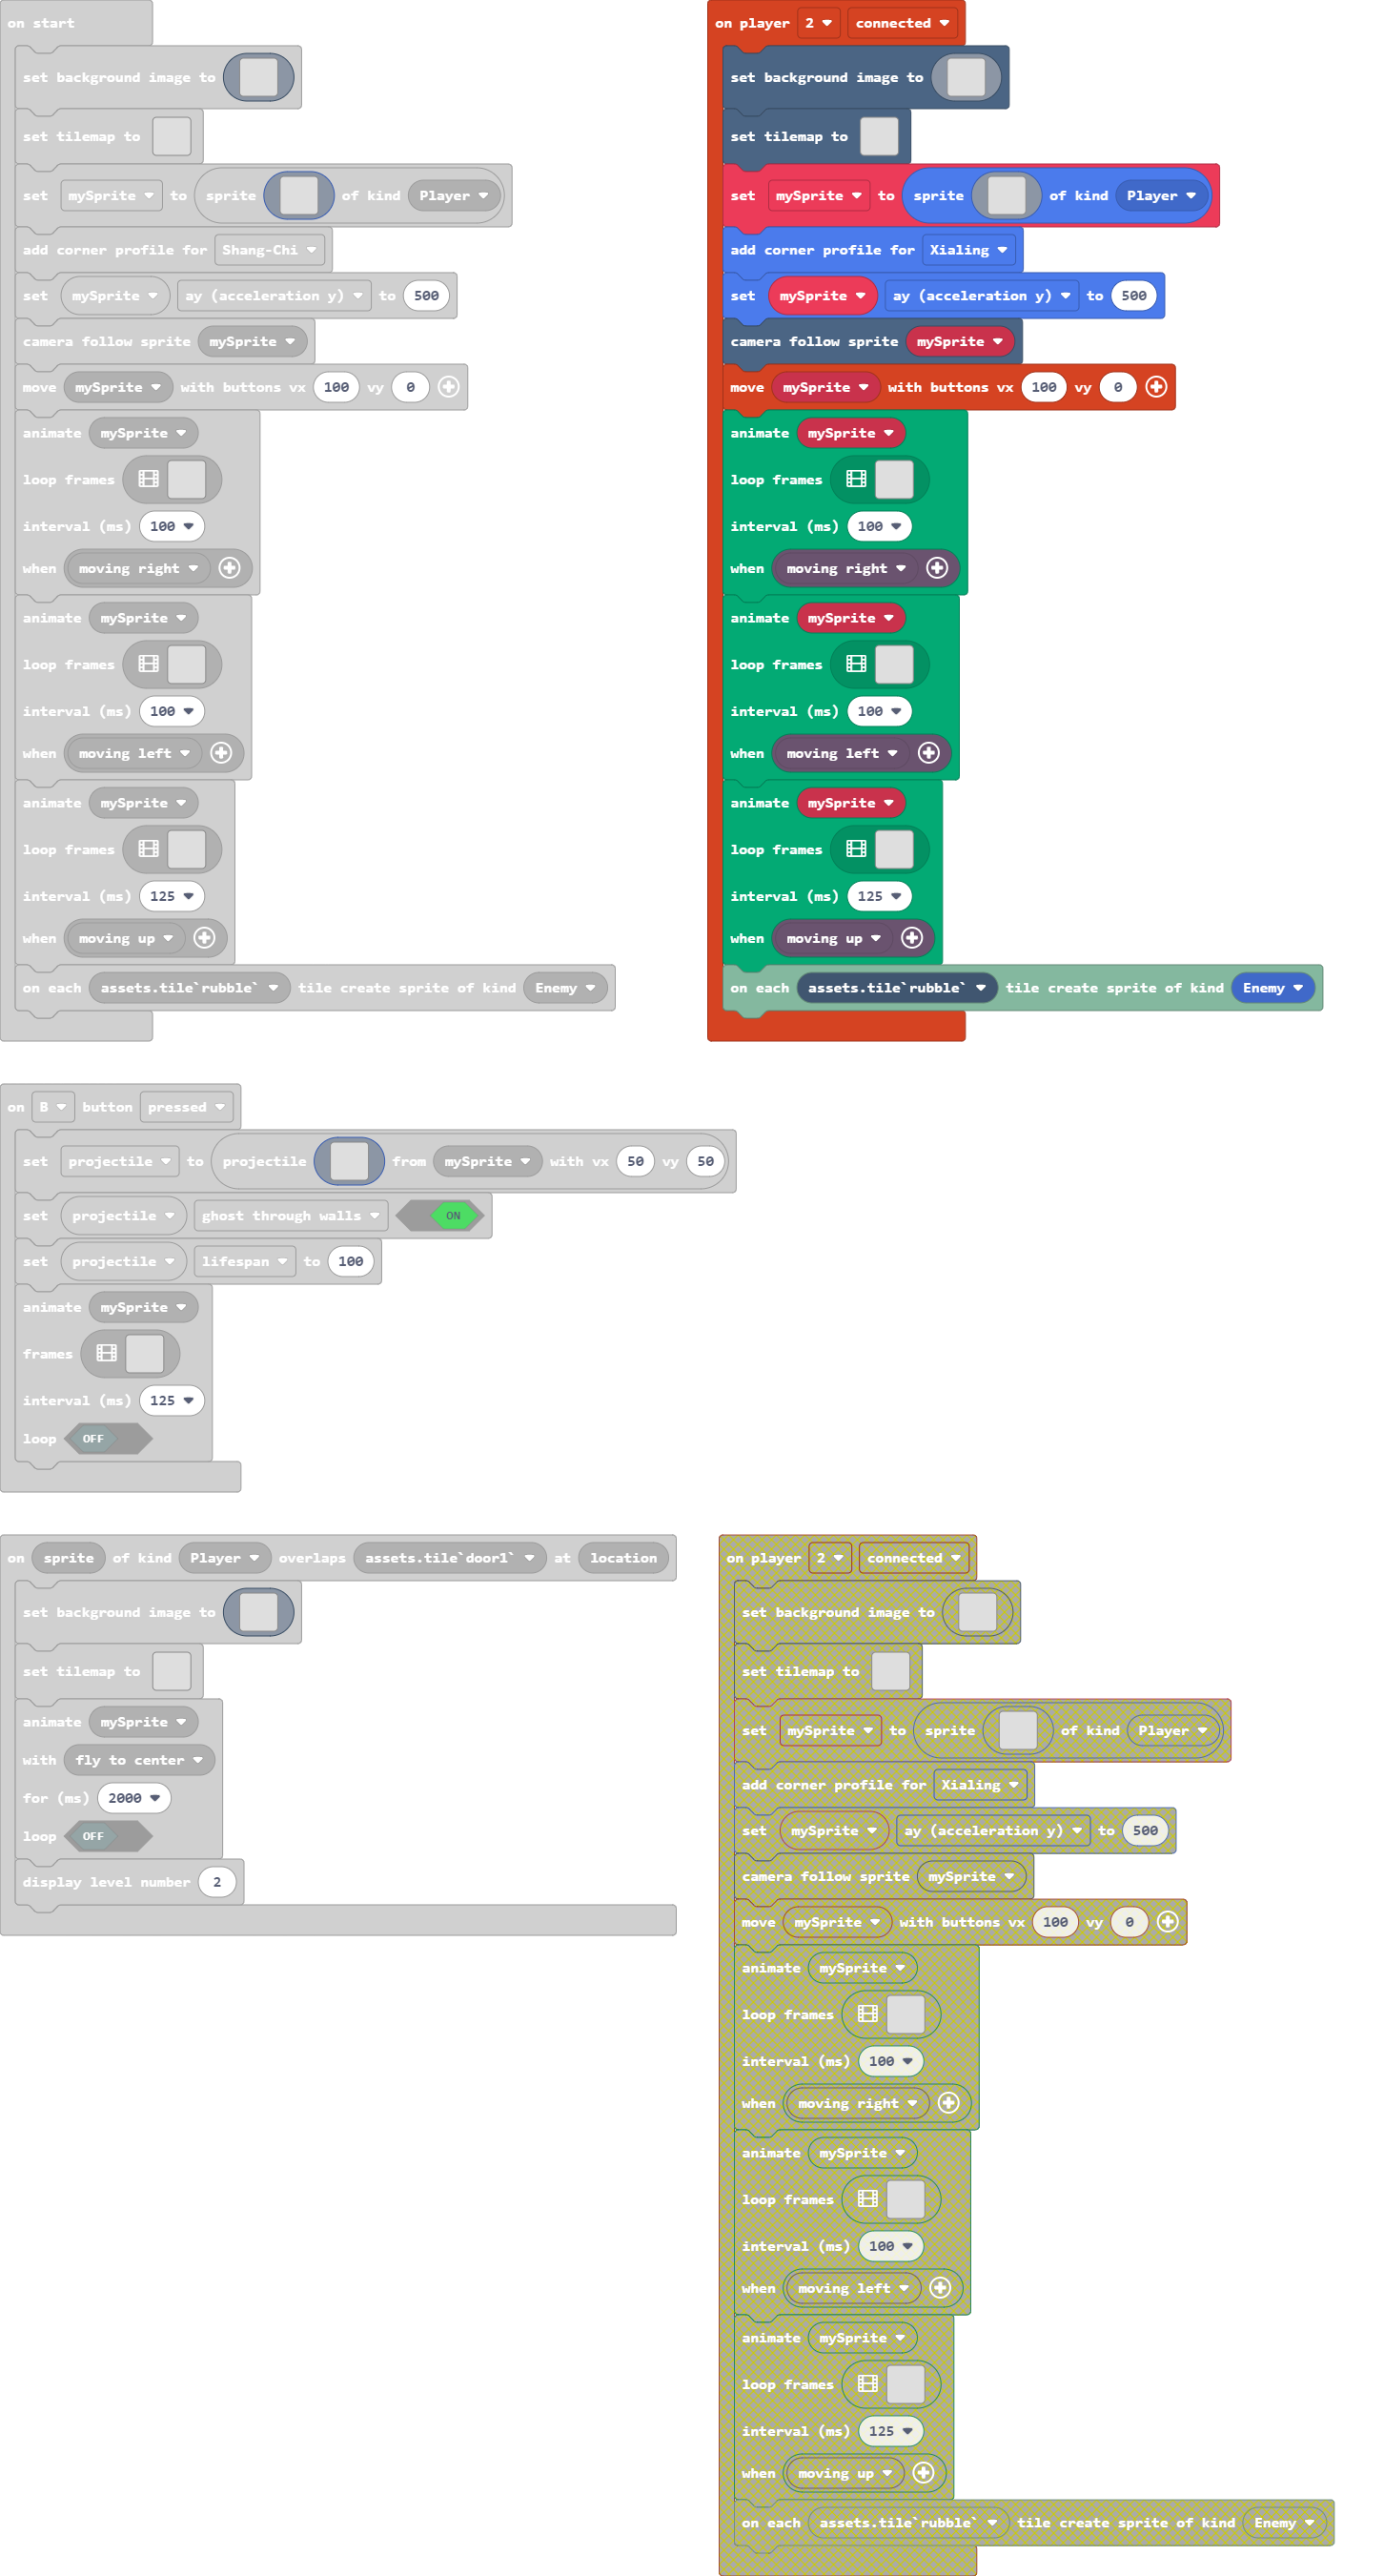 on start
set background image to
set tilemap to
set mySprite to sprite of kind Player
add corner profile for Shang-Chi
set mySprite ay (acceleration y) to 500
camera follow sprite mySprite
move mySprite with buttons vx 100 vy 0
animate mySprite
loop frames
interval (ms) 100
when moving right
animate mySprite
loop frames
interval (ms) 100
when moving left
animate mySprite
loop frames
interval (ms) 125
when moving up
on each assets.tile`rubble` tile create sprite of kind Enemy
on player 2 connected
set background image to
set tilemap to
set mySprite to sprite of kind Player
add corner profile for Xialing
set mySprite ay (acceleration y) to 500
camera follow sprite mySprite
move mySprite with buttons vx 100 vy 0
animate mySprite
loop frames
interval (ms) 100
when moving right
animate mySprite
loop frames
interval (ms) 100
when moving left
animate mySprite
loop frames
interval (ms) 125
when moving up
on each assets.tile`rubble` tile create sprite of kind Enemy
on B button pressed
set projectile to projectile from mySprite with vx 50 vy 50
set projectile ghost through walls ON
set projectile lifespan to 100
animate mySprite
frames
interval (ms) 125
loop OFF
on sprite of kind Player overlaps assets.tile`door1` at location
set background image to
set tilemap to
animate mySprite
with fly to center
for (ms) 2000
loop OFF
display level number 2
on player 2 connected
set background image to
set tilemap to
set mySprite to sprite of kind Player
add corner profile for Xialing
set mySprite ay (acceleration y) to 500
camera follow sprite mySprite
move mySprite with buttons vx 100 vy 0
animate mySprite
loop frames
interval (ms) 100
when moving right
animate mySprite
loop frames
interval (ms) 100
when moving left
animate mySprite
loop frames
interval (ms) 125
when moving up
on each assets.tile`rubble` tile create sprite of kind Enemy